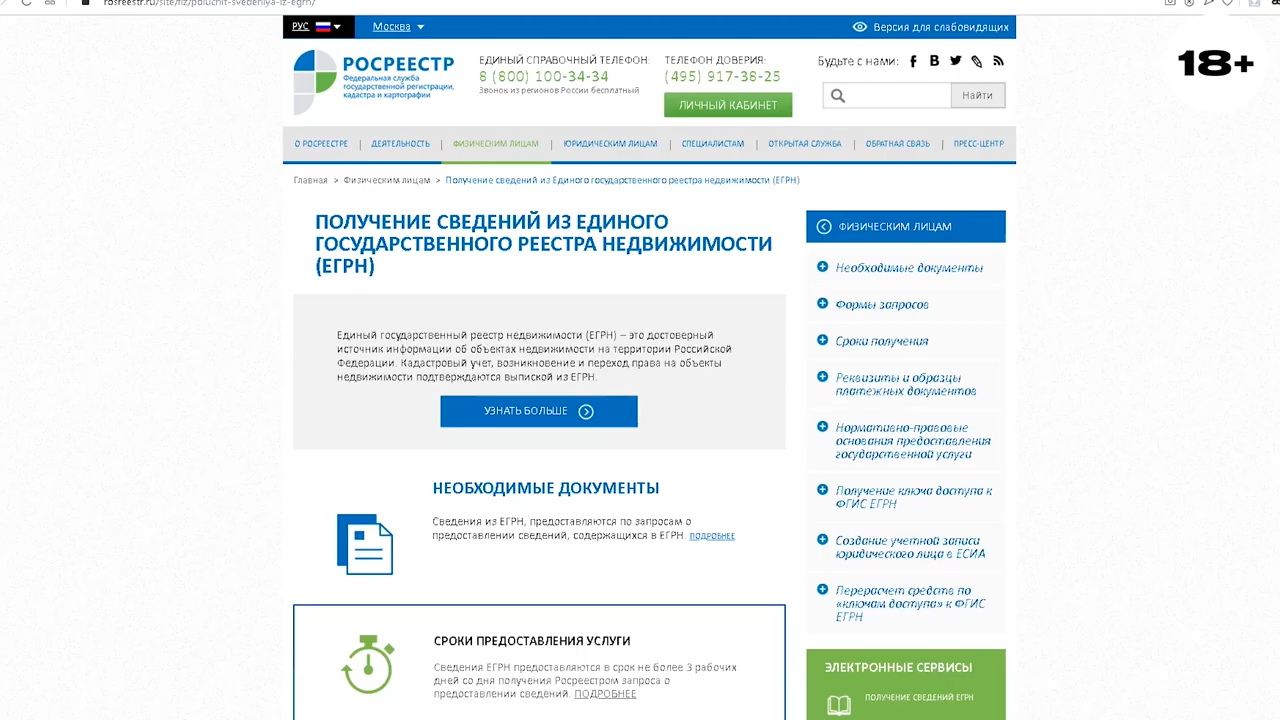 rosreestr.ru/site/fiz/poluchit-svedeniya-iz-egrn/
РУС
Москва
Версия для слабовидящих
18+
РОСРЕЕСТР
Федеральная служба
государственной регистрации,
кадастра и картографии
ЕДИНЫЙ СПРАВОЧНЫЙ ТЕЛЕФОН:
8 (800) 100-34-34
Звонок из регионов России бесплатный
ТЕЛЕФОН ДОВЕРИЯ:
(495) 917-38-25
ЛИЧНЫЙ КАБИНЕТ
Будьте с нами:
Найти
О РОСРЕЕСТРЕ | ДЕЯТЕЛЬНОСТЬ | ФИЗИЧЕСКИМ ЛИЦАМ | ЮРИДИЧЕСКИМ ЛИЦАМ | СПЕЦИАЛИСТАМ | ОТКРЫТАЯ СЛУЖБА | ОБРАТНАЯ СВЯЗЬ | ПРЕСС-ЦЕНТР
Главная > Физическим лицам > Получение сведений из Единого государственного реестра недвижимости (ЕГРН)
ПОЛУЧЕНИЕ СВЕДЕНИЙ ИЗ ЕДИНОГО
ГОСУДАРСТВЕННОГО РЕЕСТРА НЕДВИЖИМОСТИ
(ЕГРН)
Единый государственный реестр недвижимости (ЕГРН) – это достоверный
источник информации об объектах недвижимости на территории Российской
Федерации. Кадастровый учет, возникновение и переход права на объекты
недвижимости подтверждаются выпиской из ЕГРН.
УЗНАТЬ БОЛЬШЕ
НЕОБХОДИМЫЕ ДОКУМЕНТЫ
Сведения из ЕГРН, предоставляются по запросам о
предоставлении сведений, содержащихся в ЕГРН. ПОДРОБНЕЕ
СРОКИ ПРЕДОСТАВЛЕНИЯ УСЛУГИ
Сведения ЕГРН предоставляются в срок не более 3 рабочих
дней со дня получения Росреестром запроса о
предоставлении сведений. ПОДРОБНЕЕ
ФИЗИЧЕСКИМ ЛИЦАМ
Необходимые документы
Формы запросов
Сроки получения
Реквизиты и образцы
платежных документов
Нормативно-правовые
основания предоставления
государственной услуги
Получение ключа доступа к
ФГИС ЕГРН
Создание учетной записи
юридического лица в ЕСИА
Перерасчет средств по
«ключам доступа» к ФГИС
ЕГРН
ЭЛЕКТРОННЫЕ СЕРВИСЫ
ПОЛУЧЕНИЕ СВЕДЕНИЙ ЕГРН